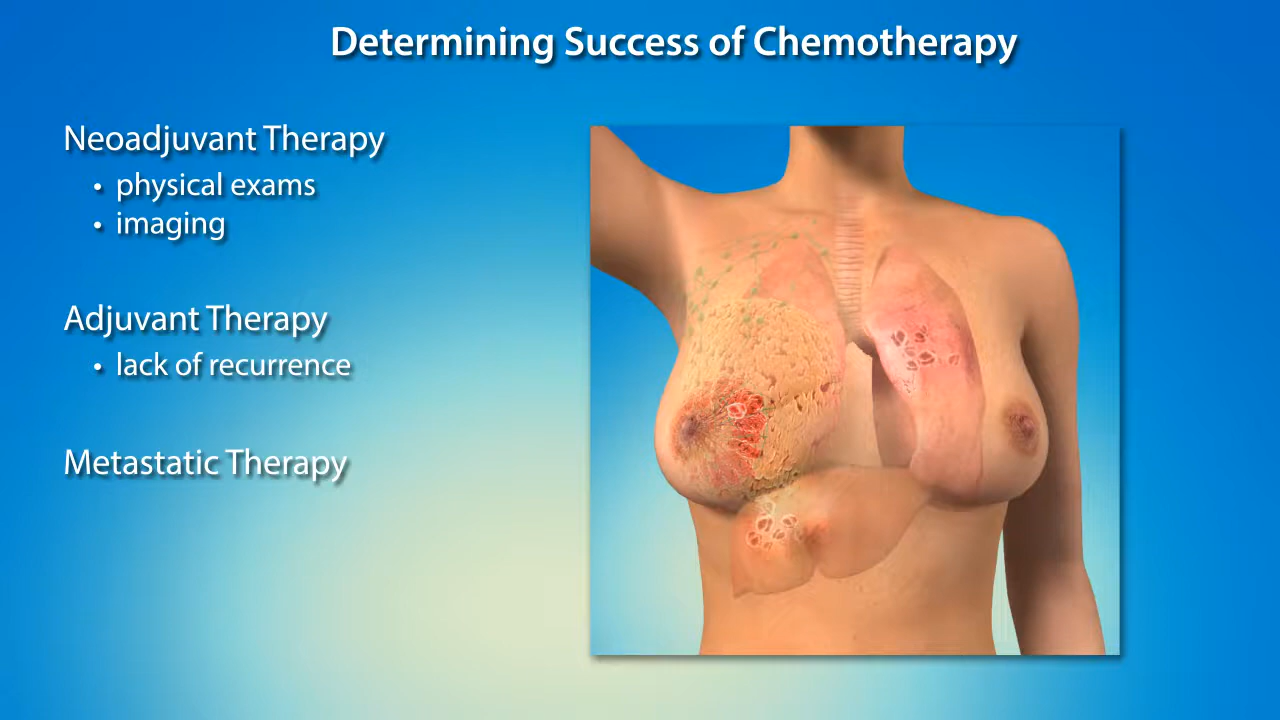 Determining Success of Chemotherapy
Neoadjuvant Therapy
• physical exams
• imaging
Adjuvant Therapy
• lack of recurrence
Metastatic Therapy